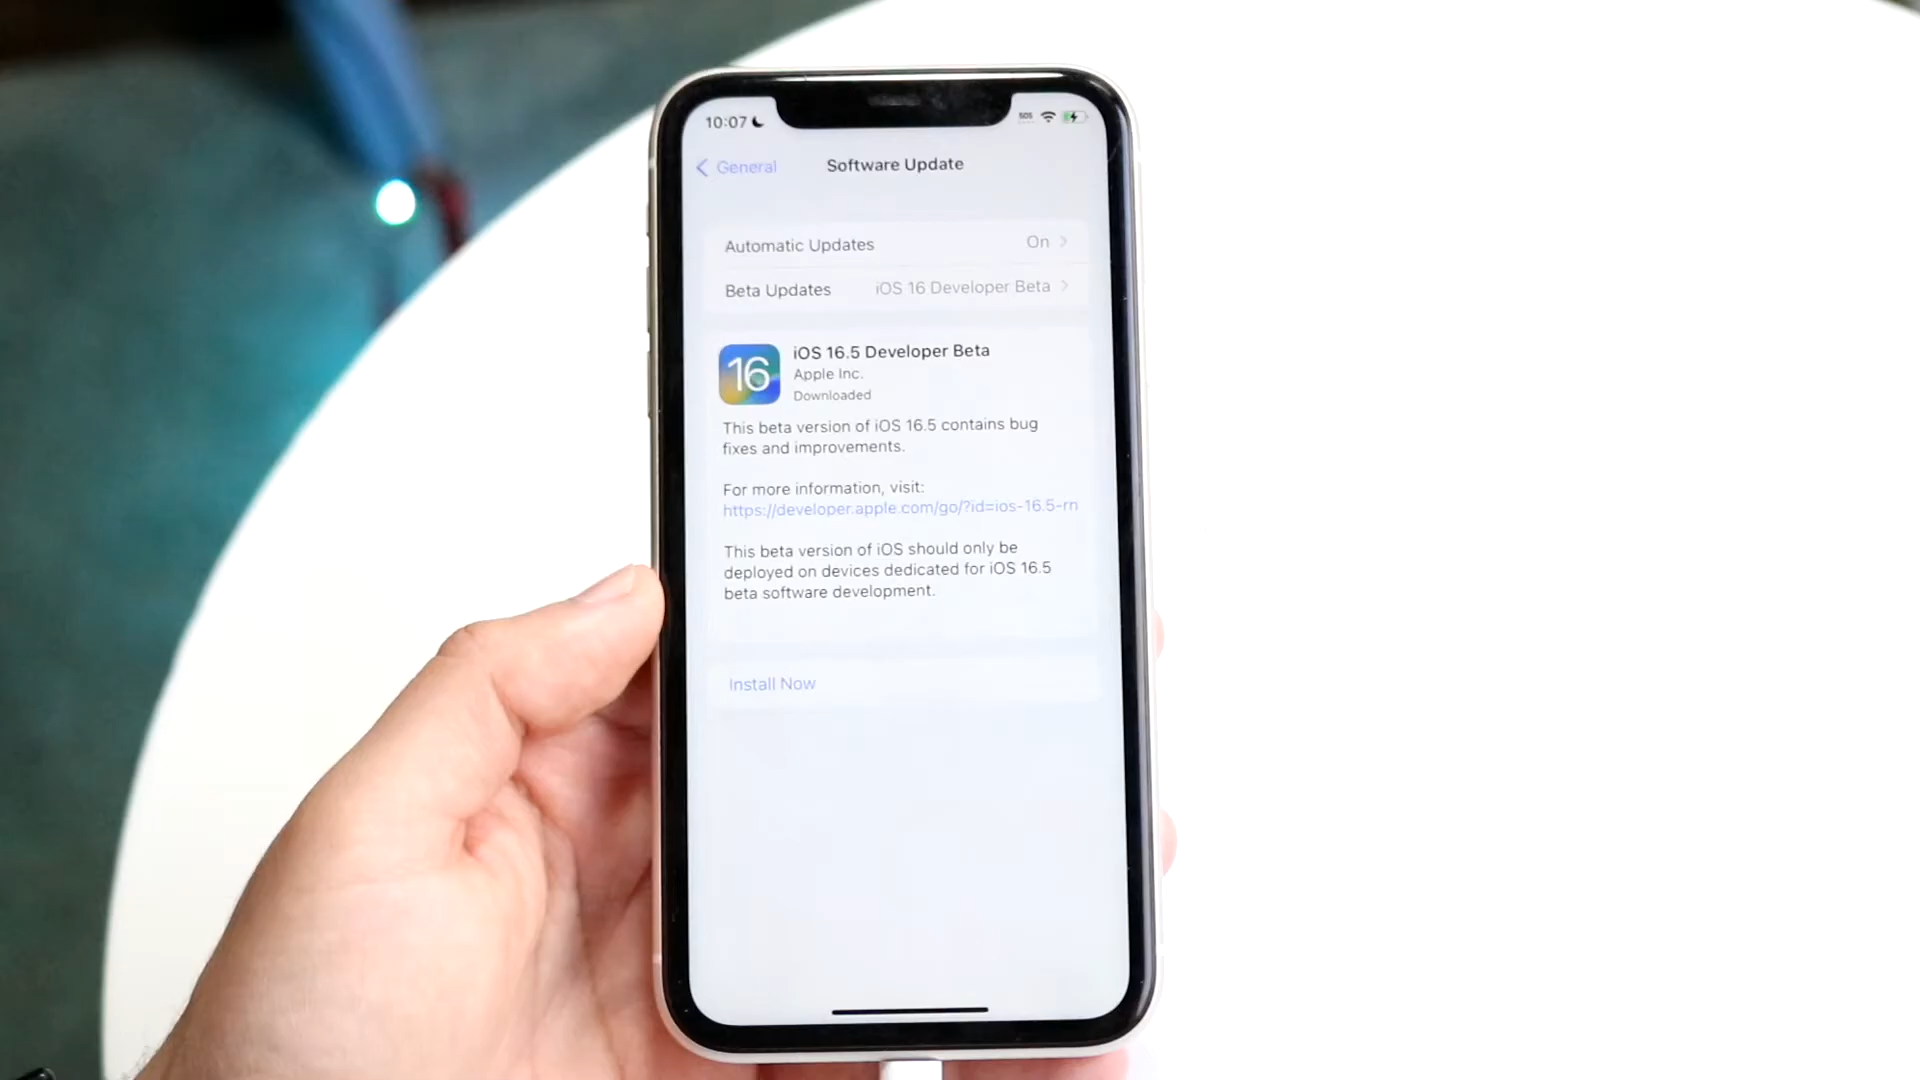 10:07
SOS
General
Software Update
Automatic Updates On
Beta Updates iOS 16 Developer Beta
16
iOS 16.5 Developer Beta
Apple Inc.
Downloaded
This beta version of iOS 16.5 contains bug
fixes and improvements.
For more information, visit:
https://developer.apple.com/go/?id=ios-16.5-rn
This beta version of iOS should only be
deployed on devices dedicated for iOS 16.5
beta software development.
Install Now